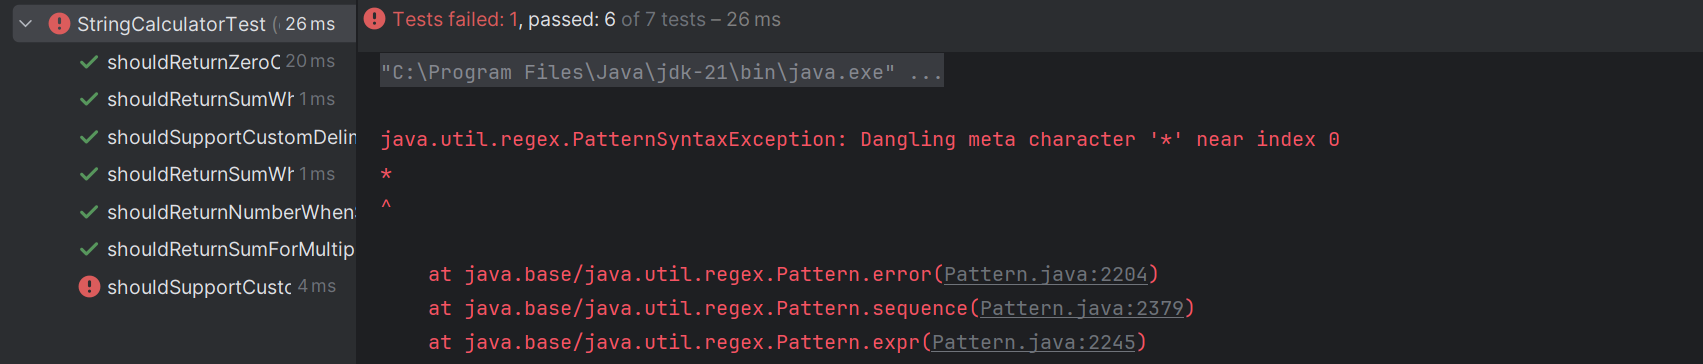 StringCalculatorTest ( 26 ms
shouldReturnZeroC 20 ms
shouldReturnSumWh 1 ms
shouldSupportCustomDelin
shouldReturnSumWh 1 ms
shouldReturnNumberWhen
shouldReturnSumForMultip
shouldSupportCusto 4 ms
Tests failed: 1, passed: 6 of 7 tests – 26 ms
"C:\Program Files\Java\jdk-21\bin\java.exe" ...
java.util.regex.PatternSyntaxException: Dangling meta character '*' near index 0
*
^
at java.base/java.util.regex.Pattern.error(Pattern.java:2204)
at java.base/java.util.regex.Pattern.sequence(Pattern.java:2379)
at java.base/java.util.regex.Pattern.expr(Pattern.java:2245)